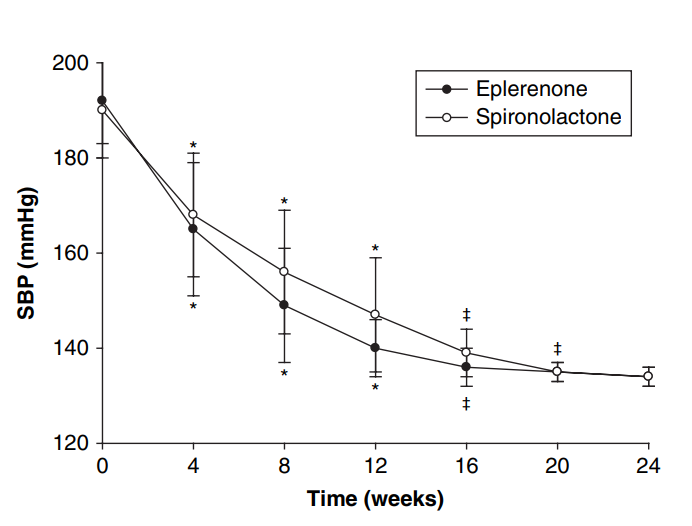 200
180
160
140
120
SBP (mmHg)
Eplerenone
Spironolactone
*
*
*
*
*
*
‡
‡
‡
0 4 8 12 16 20 24
Time (weeks)